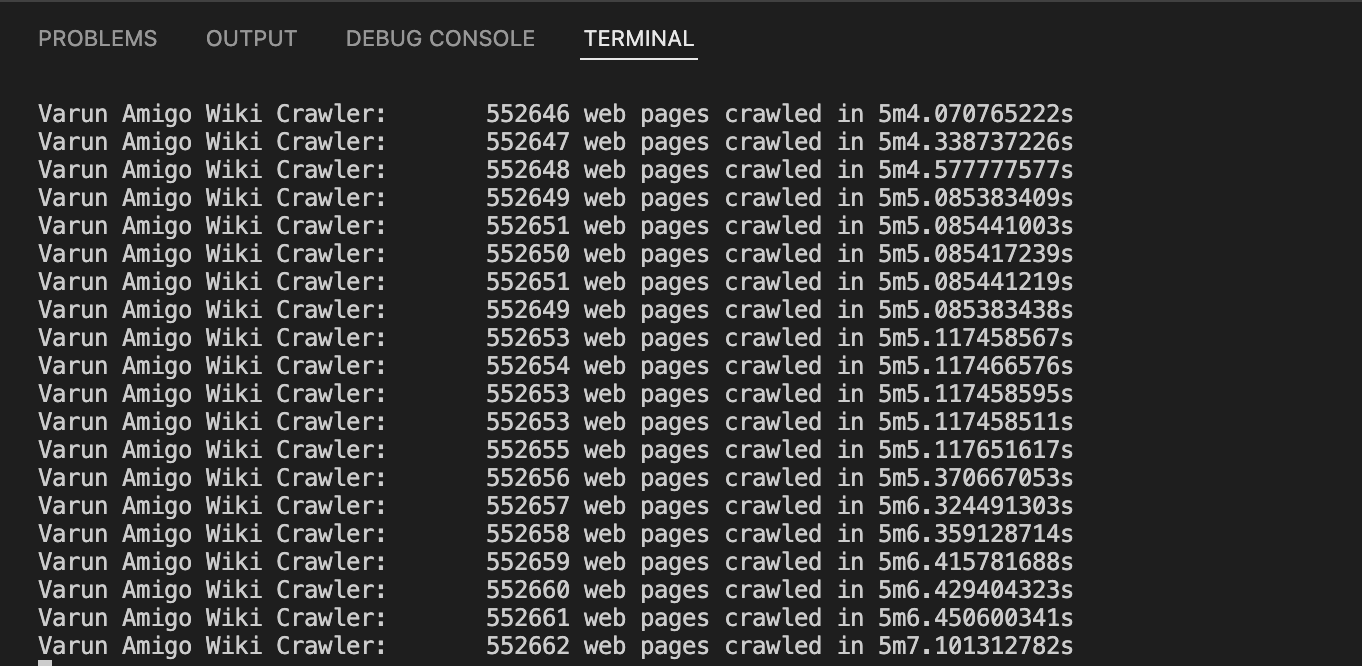 PROBLEMS OUTPUT DEBUG CONSOLE TERMINAL
Varun Amigo Wiki Crawler: 552646 web pages crawled in 5m4.070765222s
Varun Amigo Wiki Crawler: 552647 web pages crawled in 5m4.338737226s
Varun Amigo Wiki Crawler: 552648 web pages crawled in 5m4.577777577s
Varun Amigo Wiki Crawler: 552649 web pages crawled in 5m5.085383409s
Varun Amigo Wiki Crawler: 552651 web pages crawled in 5m5.085441003s
Varun Amigo Wiki Crawler: 552650 web pages crawled in 5m5.085417239s
Varun Amigo Wiki Crawler: 552651 web pages crawled in 5m5.085441219s
Varun Amigo Wiki Crawler: 552649 web pages crawled in 5m5.085383438s
Varun Amigo Wiki Crawler: 552653 web pages crawled in 5m5.117458567s
Varun Amigo Wiki Crawler: 552654 web pages crawled in 5m5.117466576s
Varun Amigo Wiki Crawler: 552653 web pages crawled in 5m5.117458595s
Varun Amigo Wiki Crawler: 552653 web pages crawled in 5m5.117458511s
Varun Amigo Wiki Crawler: 552655 web pages crawled in 5m5.117651617s
Varun Amigo Wiki Crawler: 552656 web pages crawled in 5m5.370667053s
Varun Amigo Wiki Crawler: 552657 web pages crawled in 5m6.324491303s
Varun Amigo Wiki Crawler: 552658 web pages crawled in 5m6.359128714s
Varun Amigo Wiki Crawler: 552659 web pages crawled in 5m6.415781688s
Varun Amigo Wiki Crawler: 552660 web pages crawled in 5m6.429404323s
Varun Amigo Wiki Crawler: 552661 web pages crawled in 5m6.450600341s
Varun Amigo Wiki Crawler: 552662 web pages crawled in 5m7.101312782s